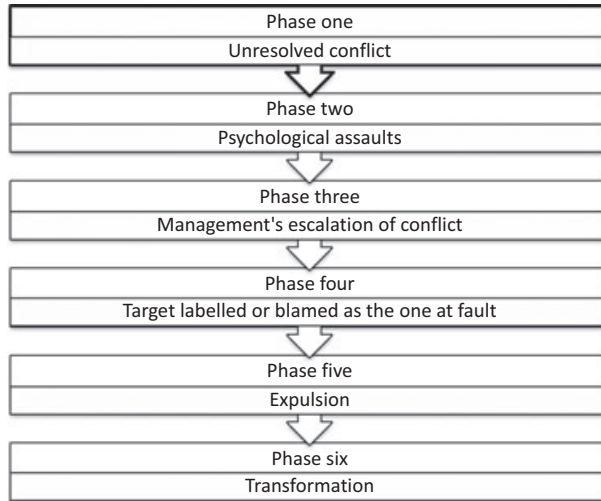 Phase one
Unresolved conflict
Phase two
Psychological assaults
Phase three
Management's escalation of conflict
Phase four
Target labelled or blamed as the one at fault
Phase five
Expulsion
Phase six
Transformation